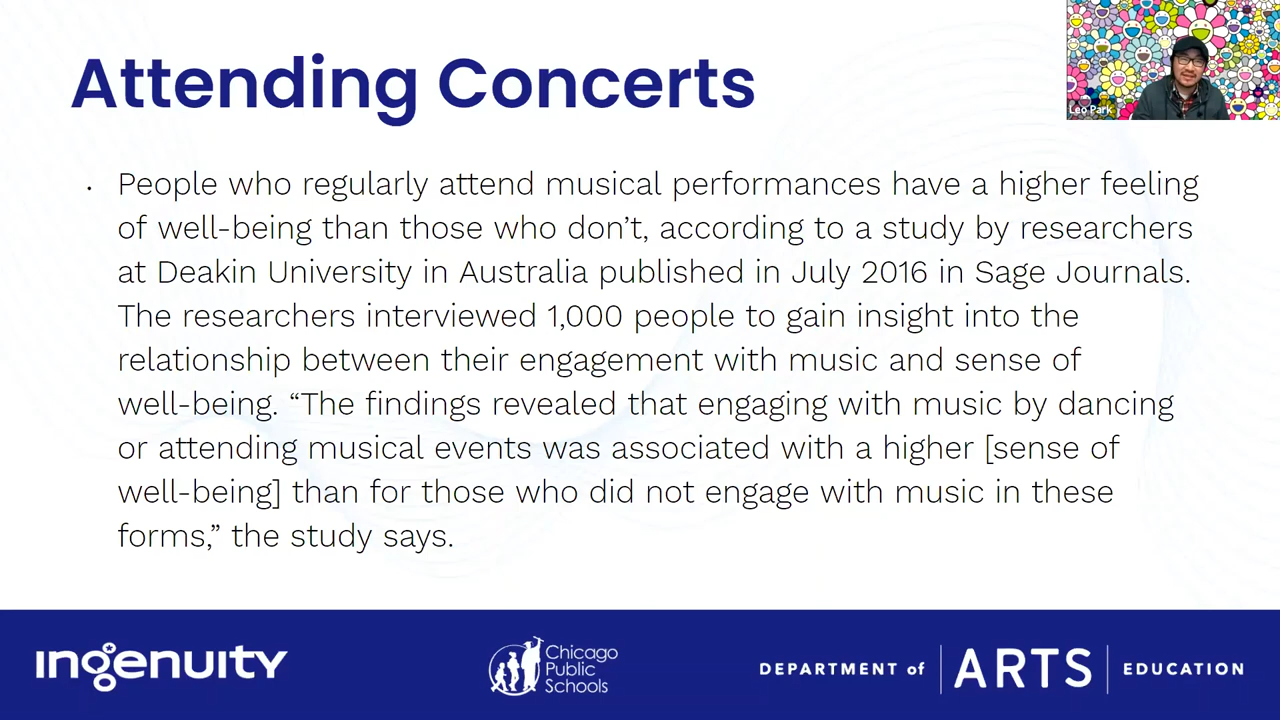 Attending Concerts
Leo Park
· People who regularly attend musical performances have a higher feeling
of well-being than those who don’t, according to a study by researchers
at Deakin University in Australia published in July 2016 in Sage Journals.
The researchers interviewed 1,000 people to gain insight into the
relationship between their engagement with music and sense of
well-being. “The findings revealed that engaging with music by dancing
or attending musical events was associated with a higher [sense of
well-being] than for those who did not engage with music in these
forms,” the study says.
ingenuity
Chicago
Public
Schools
DEPARTMENT of ARTS EDUCATION